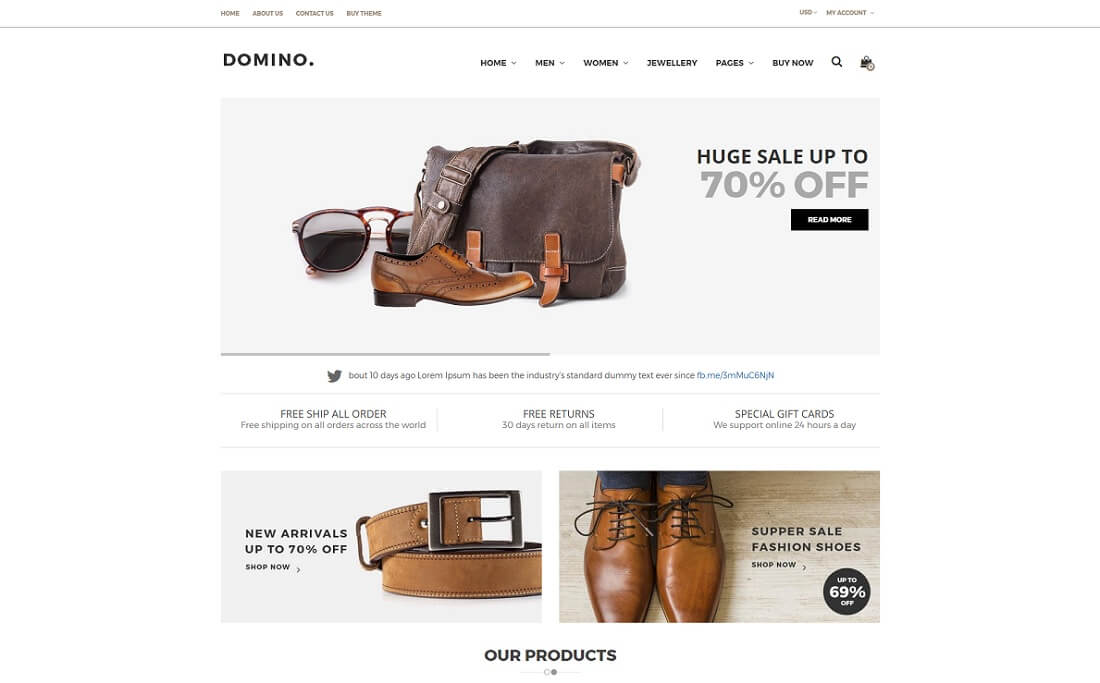 HOME ABOUT US CONTACT US BUY THEME USD MY ACCOUNT
DOMINO. HOME MEN WOMEN JEWELLERY PAGES BUY NOW
HUGE SALE UP TO
70% OFF
READ MORE
bout 10 days ago Lorem Ipsum has been the industry's standard dummy text ever since fb.me/3mMuC6NjN
FREE SHIP ALL ORDER
Free shipping on all orders across the world
FREE RETURNS
30 days return on all items
SPECIAL GIFT CARDS
We support online 24 hours a day
NEW ARRIVALS
UP TO 70% OFF
SHOP NOW
SUPPER SALE
FASHION SHOES
SHOP NOW
UP TO
69%
OFF
OUR PRODUCTS